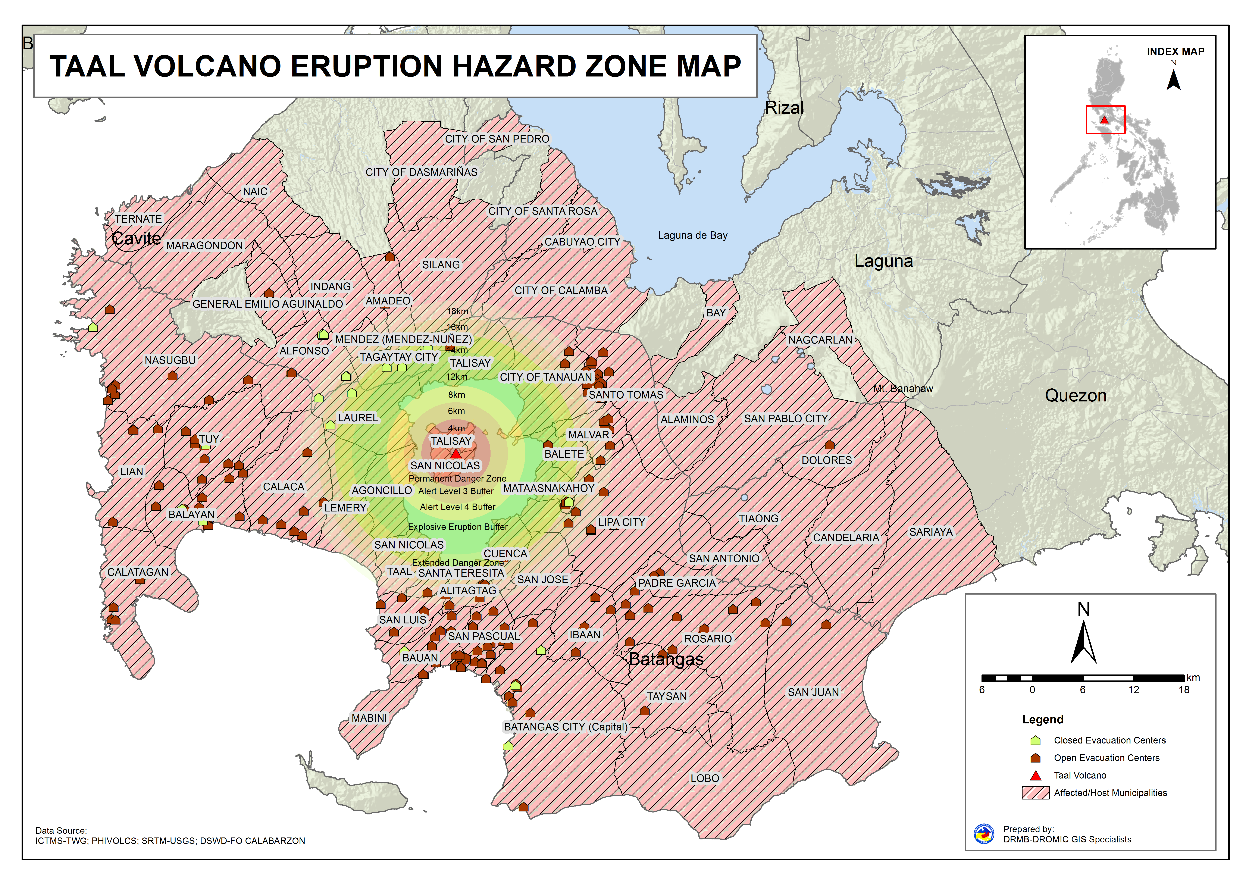 B
TAAL VOLCANO ERUPTION HAZARD ZONE MAP
INDEX MAP
N
Rizal
CITY OF SAN PEDRO
CITY OF DASMARIÑAS
NAIC
CITY OF SANTA ROSA
TERNATE
Cavite
MARAGONDON
CABUYAO CITY
Laguna de Bay
Laguna
SILANG
INDANG
CITY OF CALAMBA
GENERAL EMILIO AGUINALDO
AMADEO
18km
BAY
16km
MENDEZ (MENDEZ-NUÑEZ)
NAGCARLAN
ALFONSO
14km
NASUGBU
TAGAYTAY CITY
TALISAY
12km
CITY OF TANAUAN
Mt. Banahaw
Quezon
8km
SANTO TOMAS
6km
LAUREL
ALAMINOS
SAN PABLO CITY
4km
MALVAR
TUY
TALISAY
BALETE
DOLORES
LIAN
SAN NICOLAS
Permanent Danger Zone
CALACA
AGONCILLO
Alert Level 3 Buffer
MATAASNAKAHOY
LEMERY
Alert Level 4 Buffer
BALAYAN
TIAONG
LIPA CITY
Explosive Eruption Buffer
SARIAYA
CANDELARIA
SAN NICOLAS
CUENCA
SAN ANTONIO
Extended Danger Zone
CALATAGAN
TAAL
SANTA TERESITA
SAN JOSE
PADRE GARCIA
ALITAGTAG
SAN LUIS
SAN PASCUAL
IBAAN
ROSARIO
BAUAN
Batangas
TAYSAN
SAN JUAN
MABINI
BATANGAS CITY (Capital)
LOBO
N
km
6 0 6 12 18
Legend
Closed Evacuation Centers
Open Evacuation Centers
Taal Volcano
Affected/Host Municipalities
Prepared by:
DRMB-DROMIC GIS Specialists
Data Source:
ICTMS-TWG; PHIVOLCS; SRTM-USGS; DSWD-FO CALABARZON